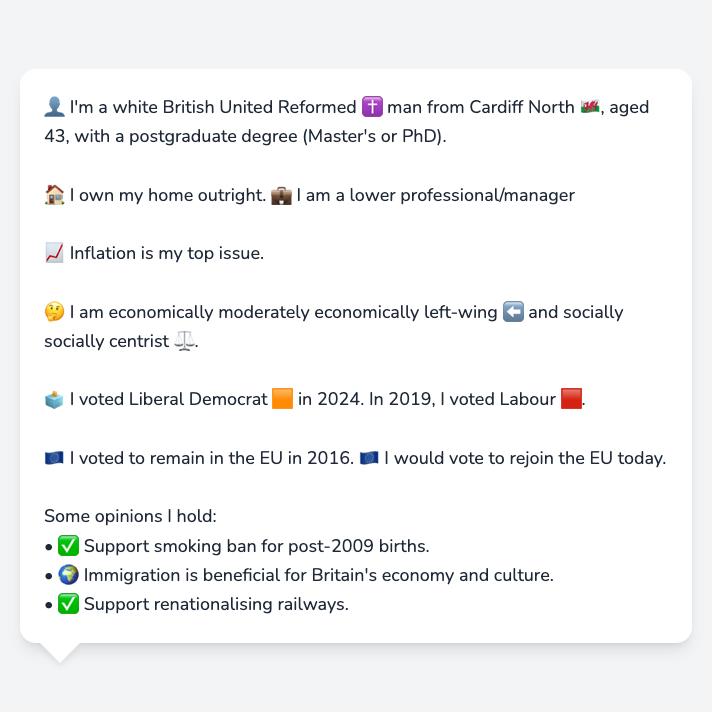 👤 I'm a white British United Reformed ✝️ man from Cardiff North 🏴󠁧󠁢󠁷󠁬󠁳󠁿, aged
43, with a postgraduate degree (Master's or PhD).
🏠 I own my home outright. 💼 I am a lower professional/manager
📈 Inflation is my top issue.
🤔 I am economically moderately economically left-wing ⬅️ and socially
socially centrist ⚖️.
🗳️ I voted Liberal Democrat 🟧 in 2024. In 2019, I voted Labour 🟥.
🇪🇺 I voted to remain in the EU in 2016. 🇪🇺 I would vote to rejoin the EU today.
Some opinions I hold:
• ✅ Support smoking ban for post-2009 births.
• 🌍 Immigration is beneficial for Britain's economy and culture.
• ✅ Support renationalising railways.